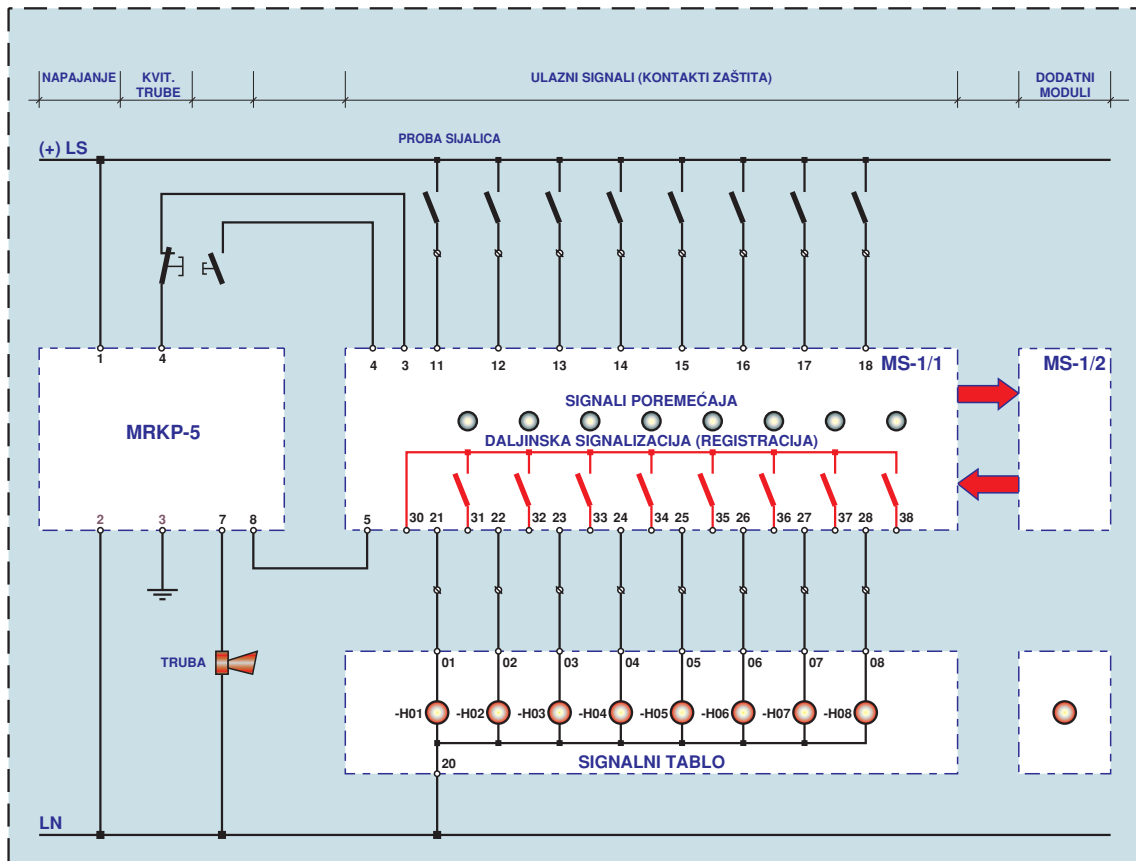 NAPAJANJE KVIT. ULAZNI SIGNALI (KONTAKTI ZAŠTITA) DODATNI
TRUBE MODULI
PROBA SIJALICA
(+) LS
1 4 4 3 11 12 13 14 15 16 17 18 MS-1/1 MS-1/2
SIGNALI POREMEĆAJA
MRKP-5
DALJINSKA SIGNALIZACIJA (REGISTRACIJA)
2 3 7 8 5 30 21 31 22 32 23 33 24 34 25 35 26 36 27 37 28 38
TRUBA
01 02 03 04 05 06 07 08
-H01 -H02 -H03 -H04 -H05 -H06 -H07 -H08
20 SIGNALNI TABLO
LN